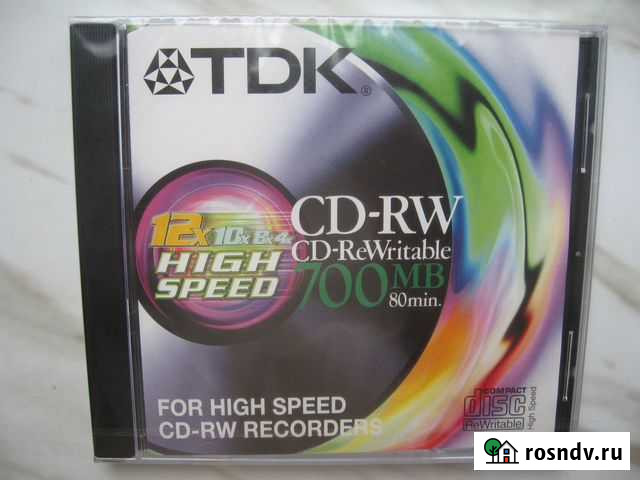 TDK®
12x 10x 8x 4x
HIGH
SPEED
CD-RW
CD-ReWritable
700MB
80min.
FOR HIGH SPEED
CD-RW RECORDERS
COMPACT
disc
ReWritable
High Speed
rosndv.ru